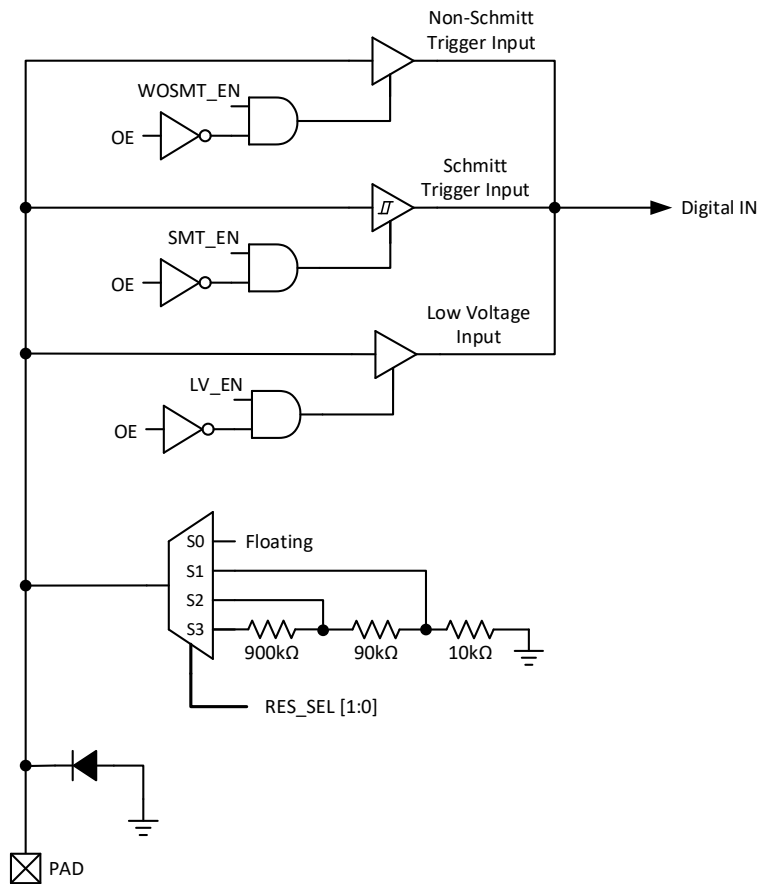 Non-Schmitt
Trigger Input
WOSMT_EN
OE
Schmitt
Trigger Input
Digital IN
SMT_EN
OE
Low Voltage
Input
LV_EN
OE
S0
Floating
S1
S2
S3
900kΩ
90kΩ
10kΩ
RES_SEL [1:0]
PAD